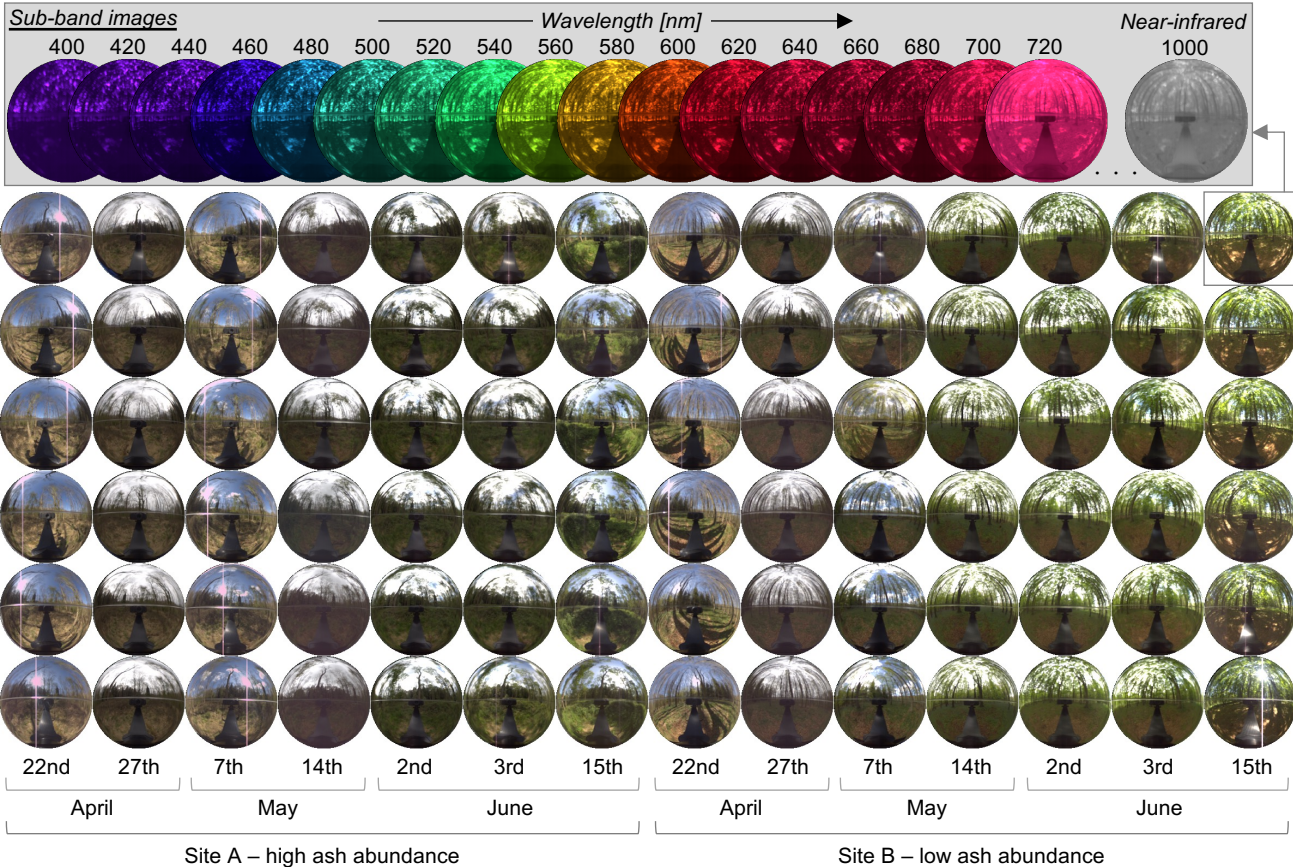 Sub-band images
Wavelength [nm]
Near-infrared
400 420 440 460 480 500 520 540 560 580 600 620 640 660 680 700 720 1000
. . .
22nd 27th 7th 14th 2nd 3rd 15th 22nd 27th 7th 14th 2nd 3rd 15th
April May June April May June
Site A – high ash abundance Site B – low ash abundance